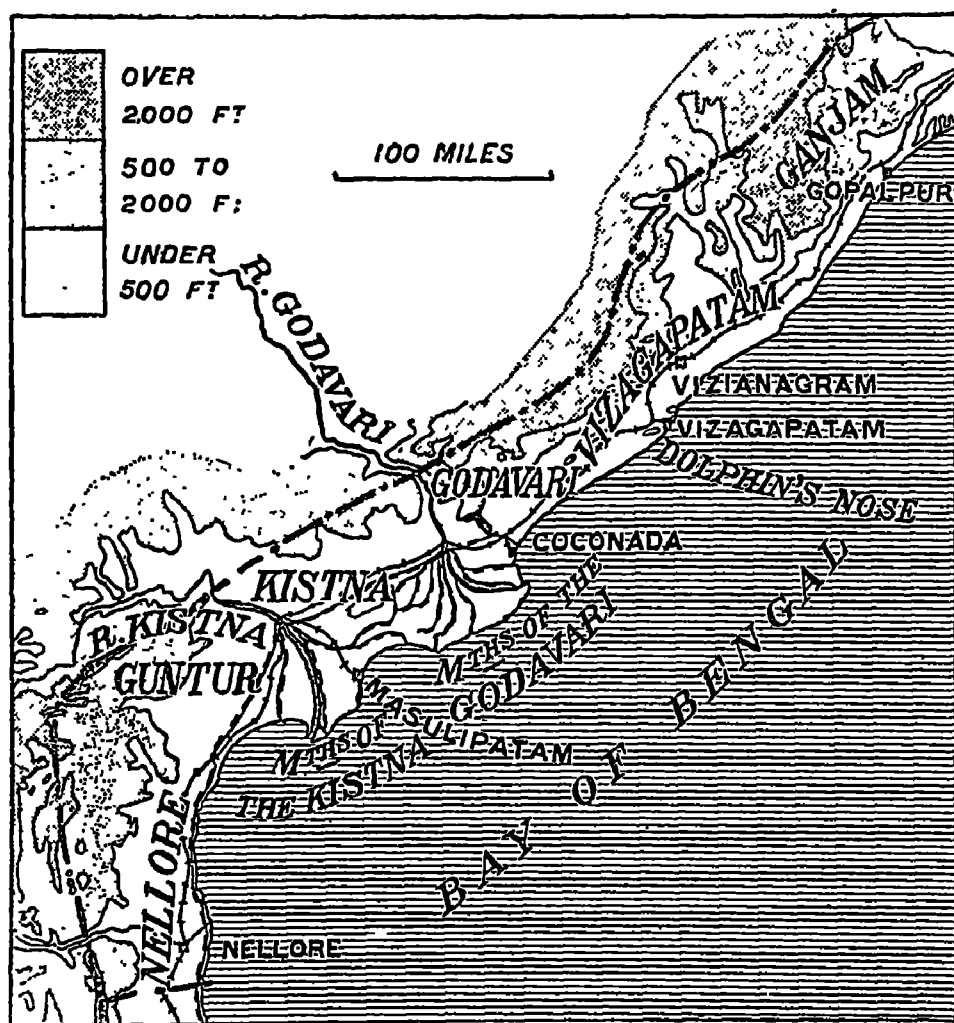 OVER
2000 FT
500 TO
2000 F:
UNDER
500 FT
100 MILES
GANJAM
GOPALPUR
R. GODAVARI
VIZAGAPATAM
VIZIANAGRAM
VIZAGAPATAM
DOLPHIN'S NOSE
GODAVARI
COCONADA
KISTNA
R. KISTNA
GUNTUR
MTHS OF THE
GODAVARI
MASULIPATAM
MTHS OF
THE KISTNA
BAY OF BENGAL
NELLORE
NELLORE